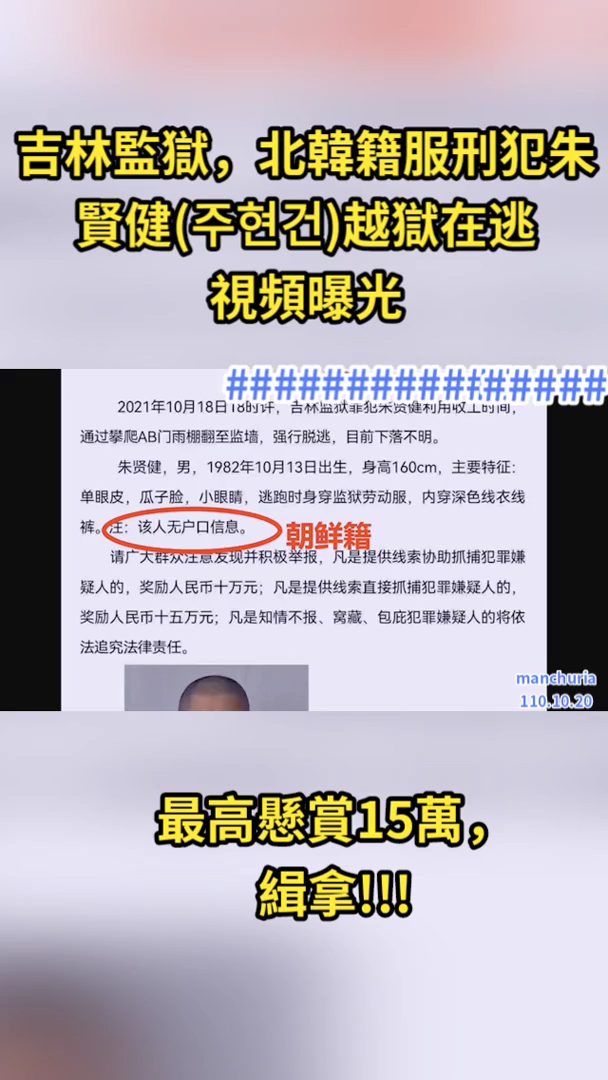 吉林監獄，北韓籍服刑犯朱
賢健(주현건)越獄在逃
視頻曝光
################
2021年10月18日18时许，吉林监狱罪犯朱贤健利用收工时间，
通过攀爬AB门雨棚翻至监墙，强行脱逃，目前下落不明。
朱贤健，男，1982年10月13日出生，身高160cm，主要特征：
单眼皮，瓜子脸，小眼睛，逃跑时身穿监狱劳动服，内穿深色线衣线
裤。注：该人无户口信息。 朝鲜籍
请广大群众注意发现并积极举报，凡是提供线索协助抓捕犯罪嫌
疑人的，奖励人民币十万元；凡是提供线索直接抓捕犯罪嫌疑人的，
奖励人民币十五万元；凡是知情不报、窝藏、包庇犯罪嫌疑人的将依
法追究法律责任。
manchuria
110.10.20
最高懸賞15萬，
緝拿!!!